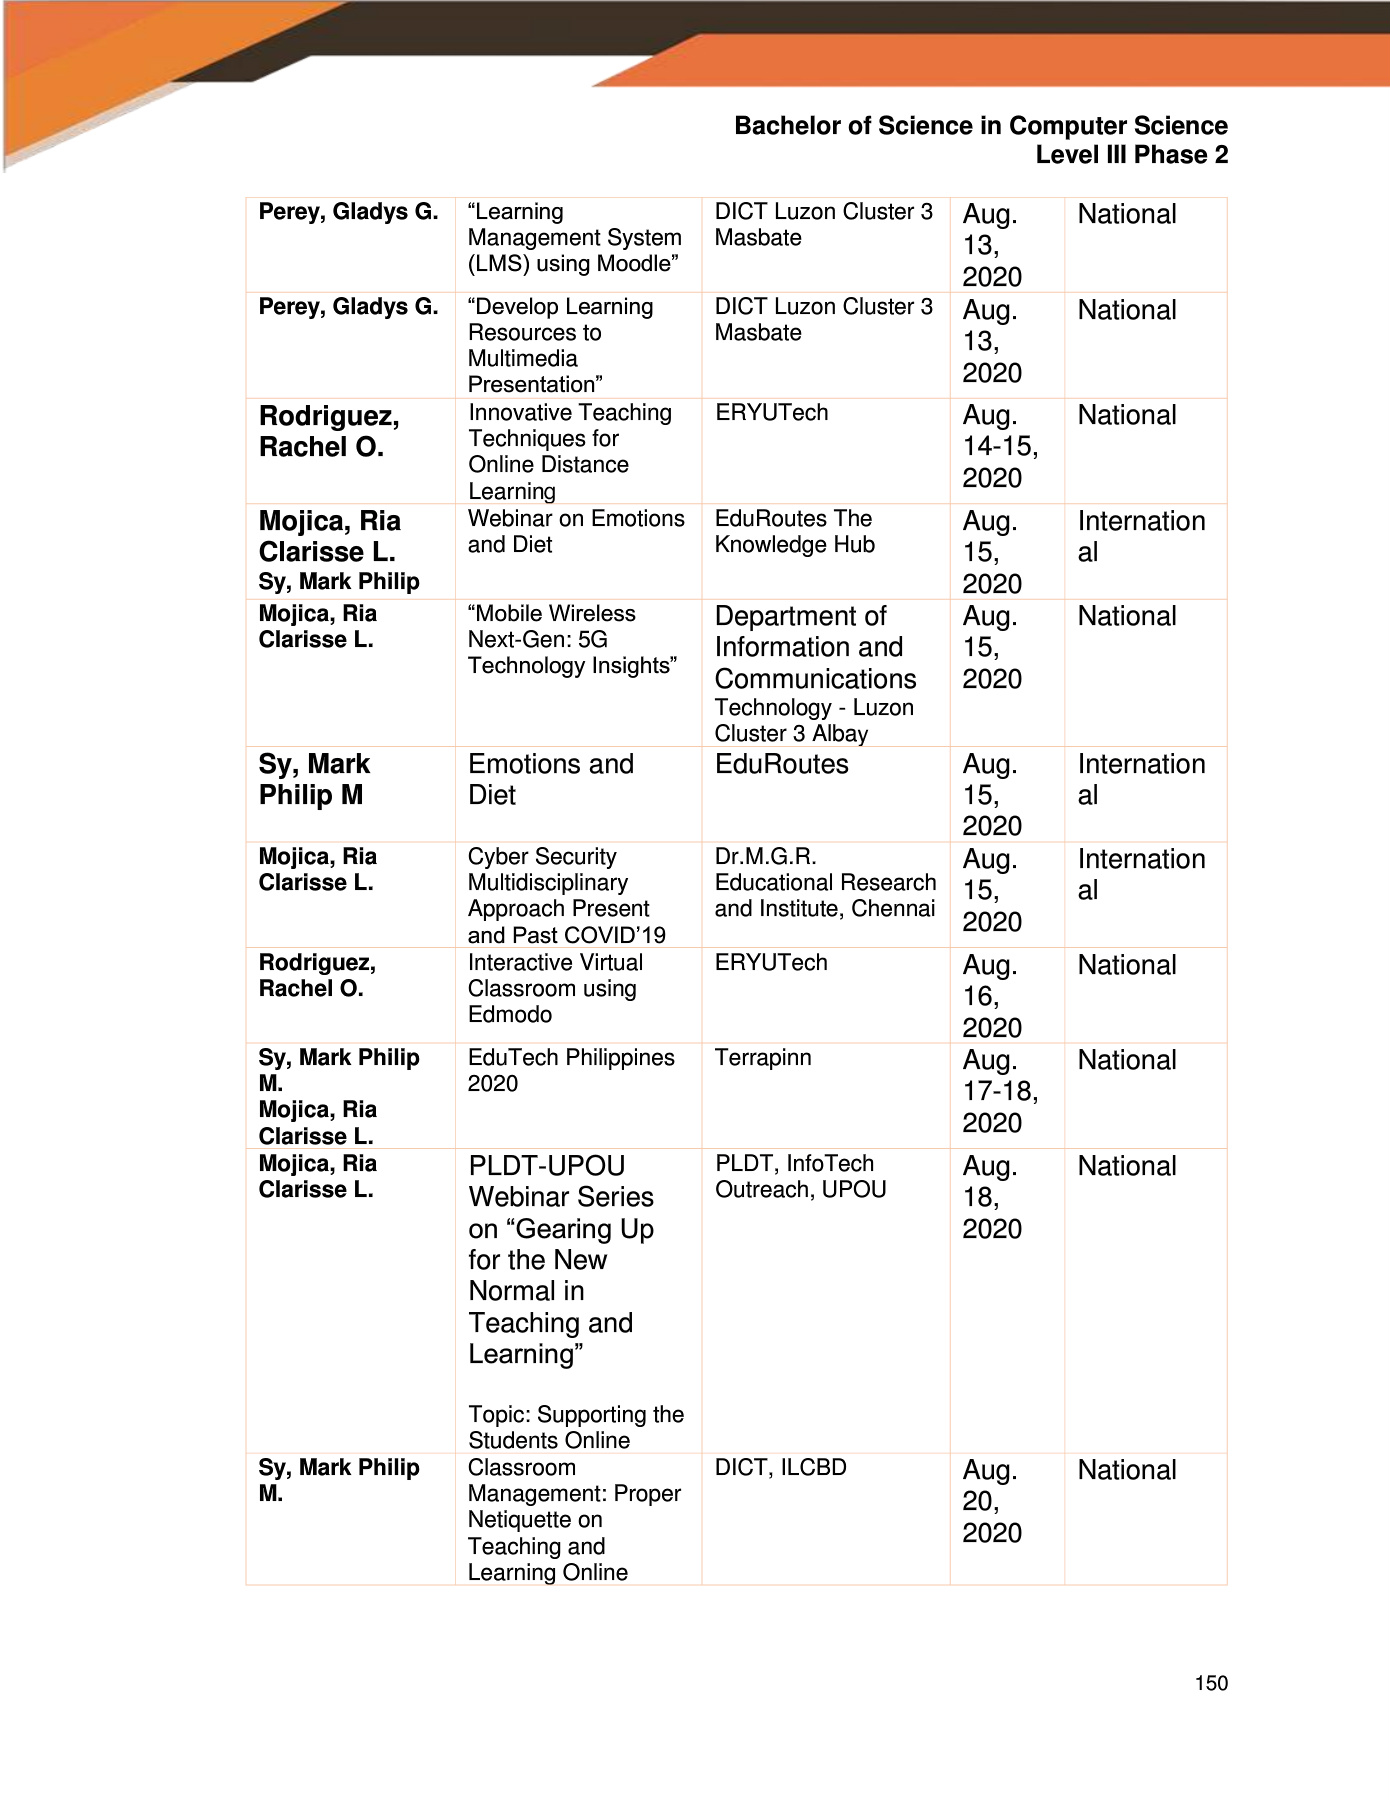 Bachelor of Science in Computer Science
Level III Phase 2
Perey, Gladys G.
“Learning
Management System
(LMS) using Moodle”
DICT Luzon Cluster 3
Masbate
Aug.
13,
2020
National
Perey, Gladys G.
“Develop Learning
Resources to
Multimedia
Presentation”
DICT Luzon Cluster 3
Masbate
Aug.
13,
2020
National
Rodriguez,
Rachel O.
Innovative Teaching
Techniques for
Online Distance
Learning
ERYUTech
Aug.
14-15,
2020
National
Mojica, Ria
Clarisse L.
Sy, Mark Philip
Webinar on Emotions
and Diet
EduRoutes The
Knowledge Hub
Aug.
15,
2020
Internation
al
Mojica, Ria
Clarisse L.
“Mobile Wireless
Next-Gen: 5G
Technology Insights”
Department of
Information and
Communications
Technology - Luzon
Cluster 3 Albay
Aug.
15,
2020
National
Sy, Mark
Philip M
Emotions and
Diet
EduRoutes
Aug.
15,
2020
Internation
al
Mojica, Ria
Clarisse L.
Cyber Security
Multidisciplinary
Approach Present
and Past COVID’19
Dr.M.G.R.
Educational Research
and Institute, Chennai
Aug.
15,
2020
Internation
al
Rodriguez,
Rachel O.
Interactive Virtual
Classroom using
Edmodo
ERYUTech
Aug.
16,
2020
National
Sy, Mark Philip
M.
Mojica, Ria
Clarisse L.
EduTech Philippines
2020
Terrapinn
Aug.
17-18,
2020
National
Mojica, Ria
Clarisse L.
PLDT-UPOU
Webinar Series
on “Gearing Up
for the New
Normal in
Teaching and
Learning”
Topic: Supporting the
Students Online
PLDT, InfoTech
Outreach, UPOU
Aug.
18,
2020
National
Sy, Mark Philip
M.
Classroom
Management: Proper
Netiquette on
Teaching and
Learning Online
DICT, ILCBD
Aug.
20,
2020
National
150